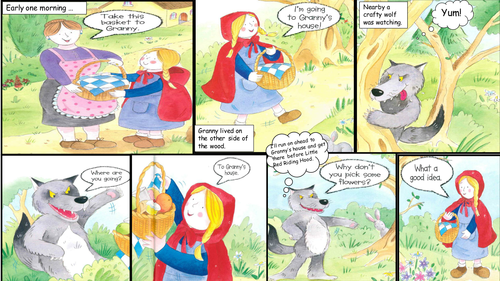 Early one morning ...
Take this
basket to
Granny.
I'm going
to Granny's
house!
Granny lived on
the other side of
the wood.
Nearby a
crafty wolf
was watching.
Yum!
Where are
you going?
To Granny's
house.
I'll run on ahead to
Granny's house and get
there before Little
Red Riding Hood.
Why don't
you pick some
flowers?
What a
good idea.